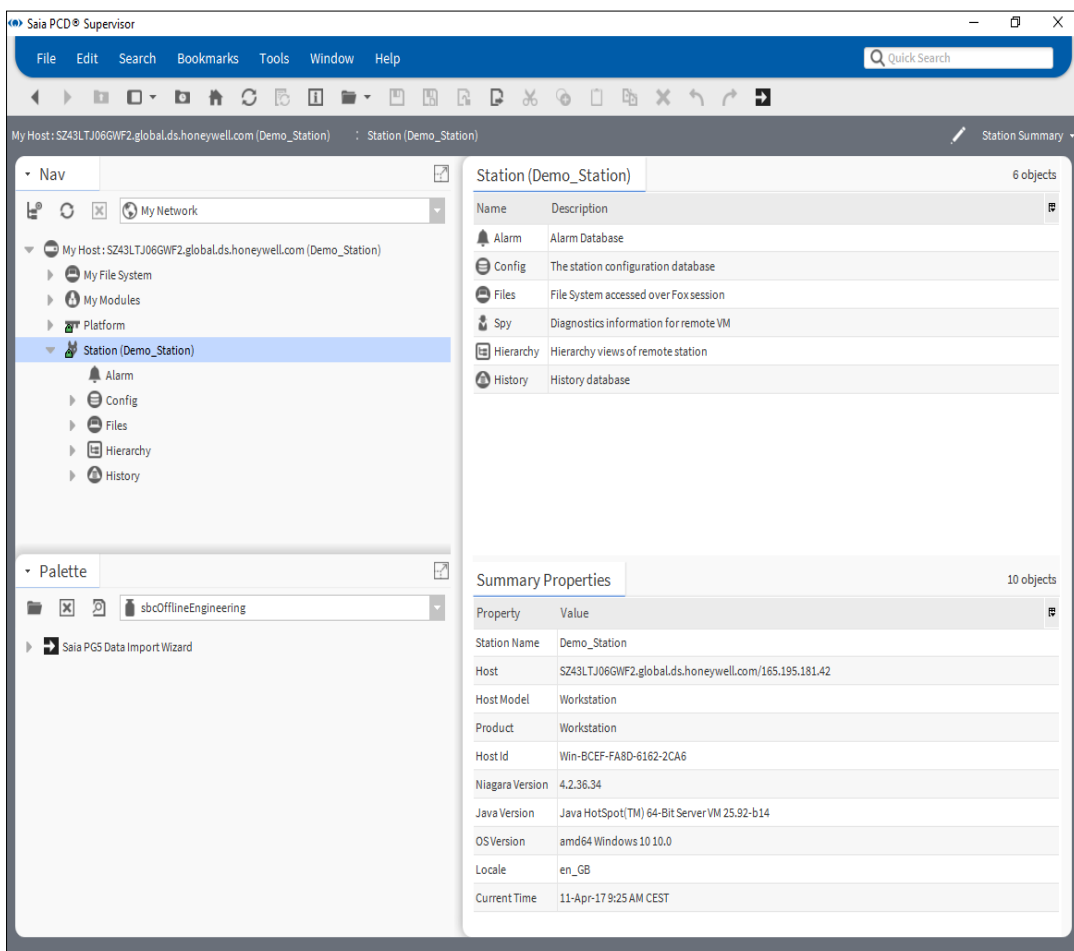 Saia PCD® Supervisor
File Edit Search Bookmarks Tools Window Help
Quick Search
My Host : SZ43LTJ06GWF2.global.ds.honeywell.com (Demo_Station) : Station (Demo_Station)
Station Summary
Nav
My Network
My Host : SZ43LTJ06GWF2.global.ds.honeywell.com (Demo_Station)
My File System
My Modules
Platform
Station (Demo_Station)
Alarm
Config
Files
Hierarchy
History
Palette
sbcOfflineEngineering
Saia PG5 Data Import Wizard
Station (Demo_Station) 6 objects
Name Description
Alarm Alarm Database
Config The station configuration database
Files File System accessed over Fox session
Spy Diagnostics information for remote VM
Hierarchy Hierarchy views of remote station
History History database
Summary Properties 10 objects
Property Value
Station Name Demo_Station
Host SZ43LTJ06GWF2.global.ds.honeywell.com/165.195.181.42
Host Model Workstation
Product Workstation
Host Id Win-BCEF-FA8D-6162-2CA6
Niagara Version 4.2.36.34
Java Version Java HotSpot(TM) 64-Bit Server VM 25.92-b14
OS Version amd64 Windows 10 10.0
Locale en_GB
Current Time 11-Apr-17 9:25 AM CEST